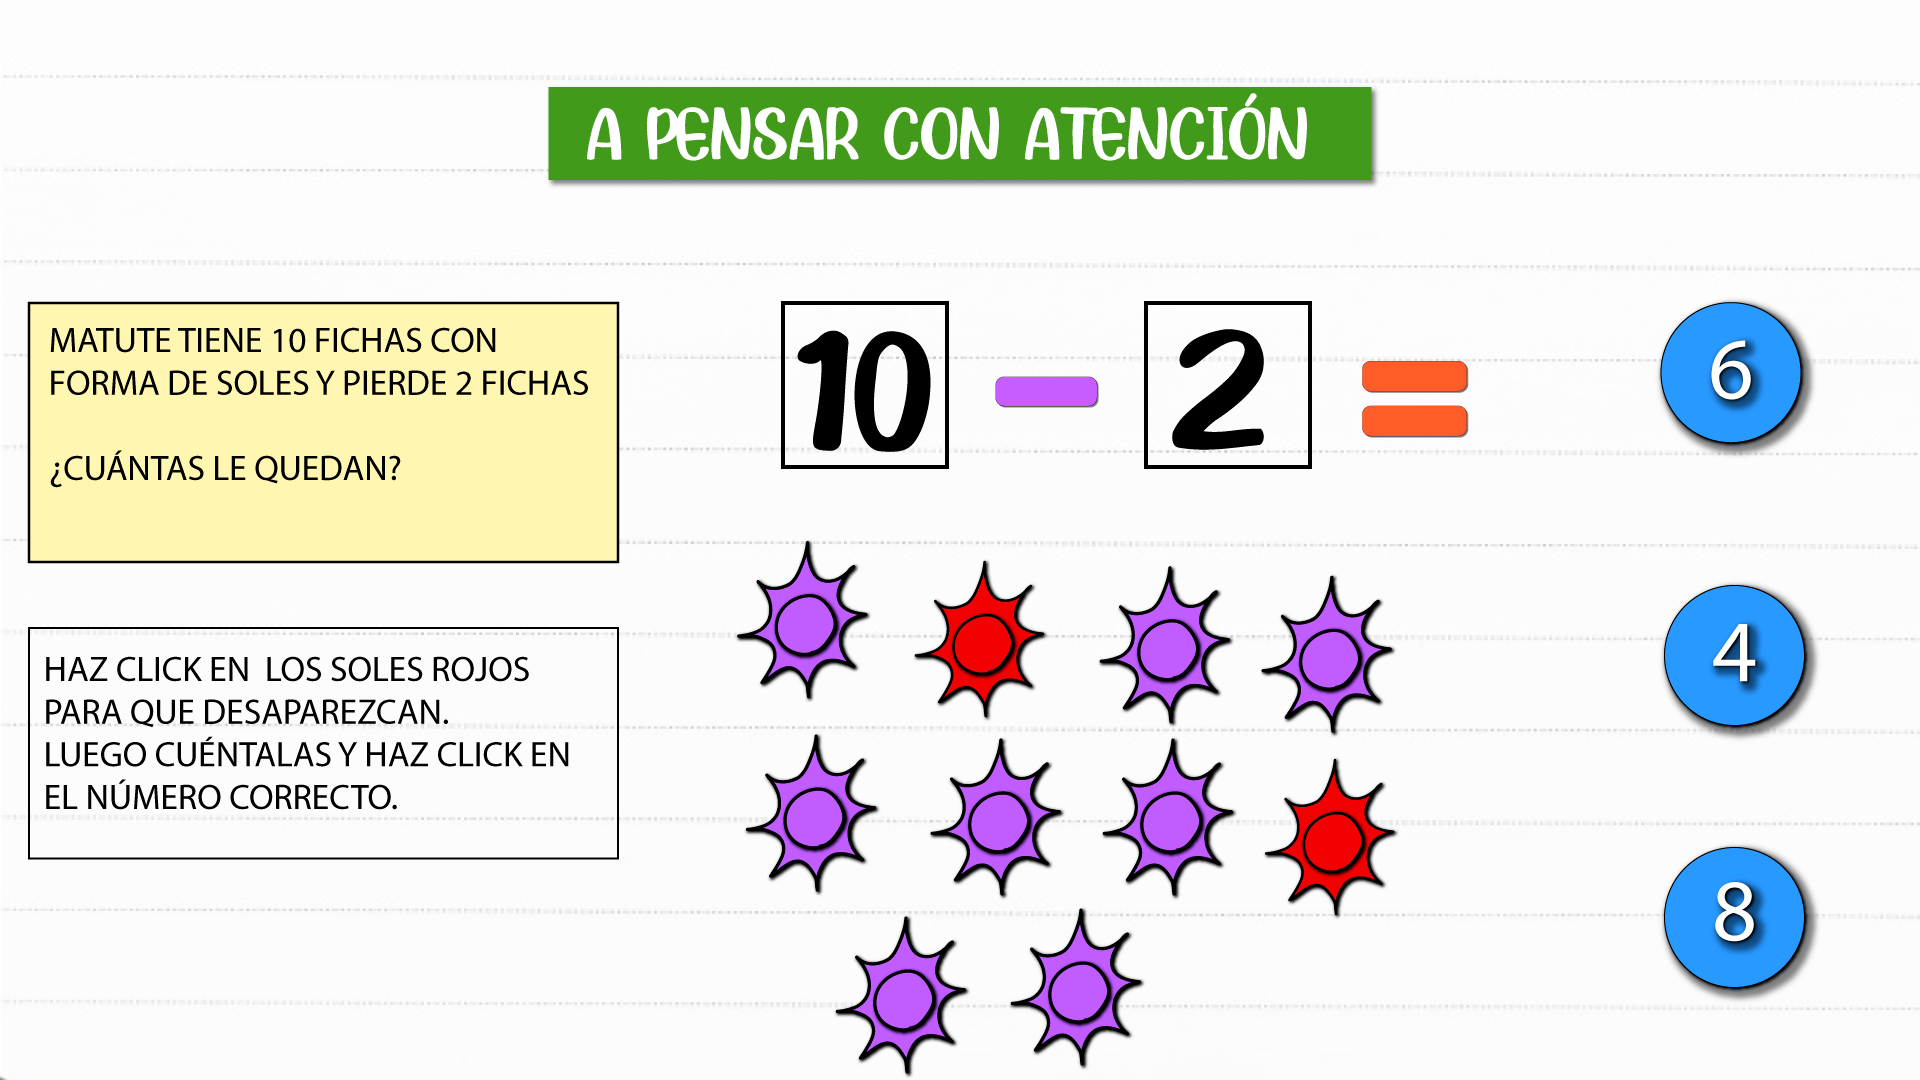 A PENSAR CON ATENCIÓN
MATUTE TIENE 10 FICHAS CON
FORMA DE SOLES Y PIERDE 2 FICHAS
¿CUÁNTAS LE QUEDAN?
10 - 2 =
6
HAZ CLICK EN  LOS SOLES ROJOS
PARA QUE DESAPAREZCAN.
LUEGO CUÉNTALAS Y HAZ CLICK EN
EL NÚMERO CORRECTO.
4
8